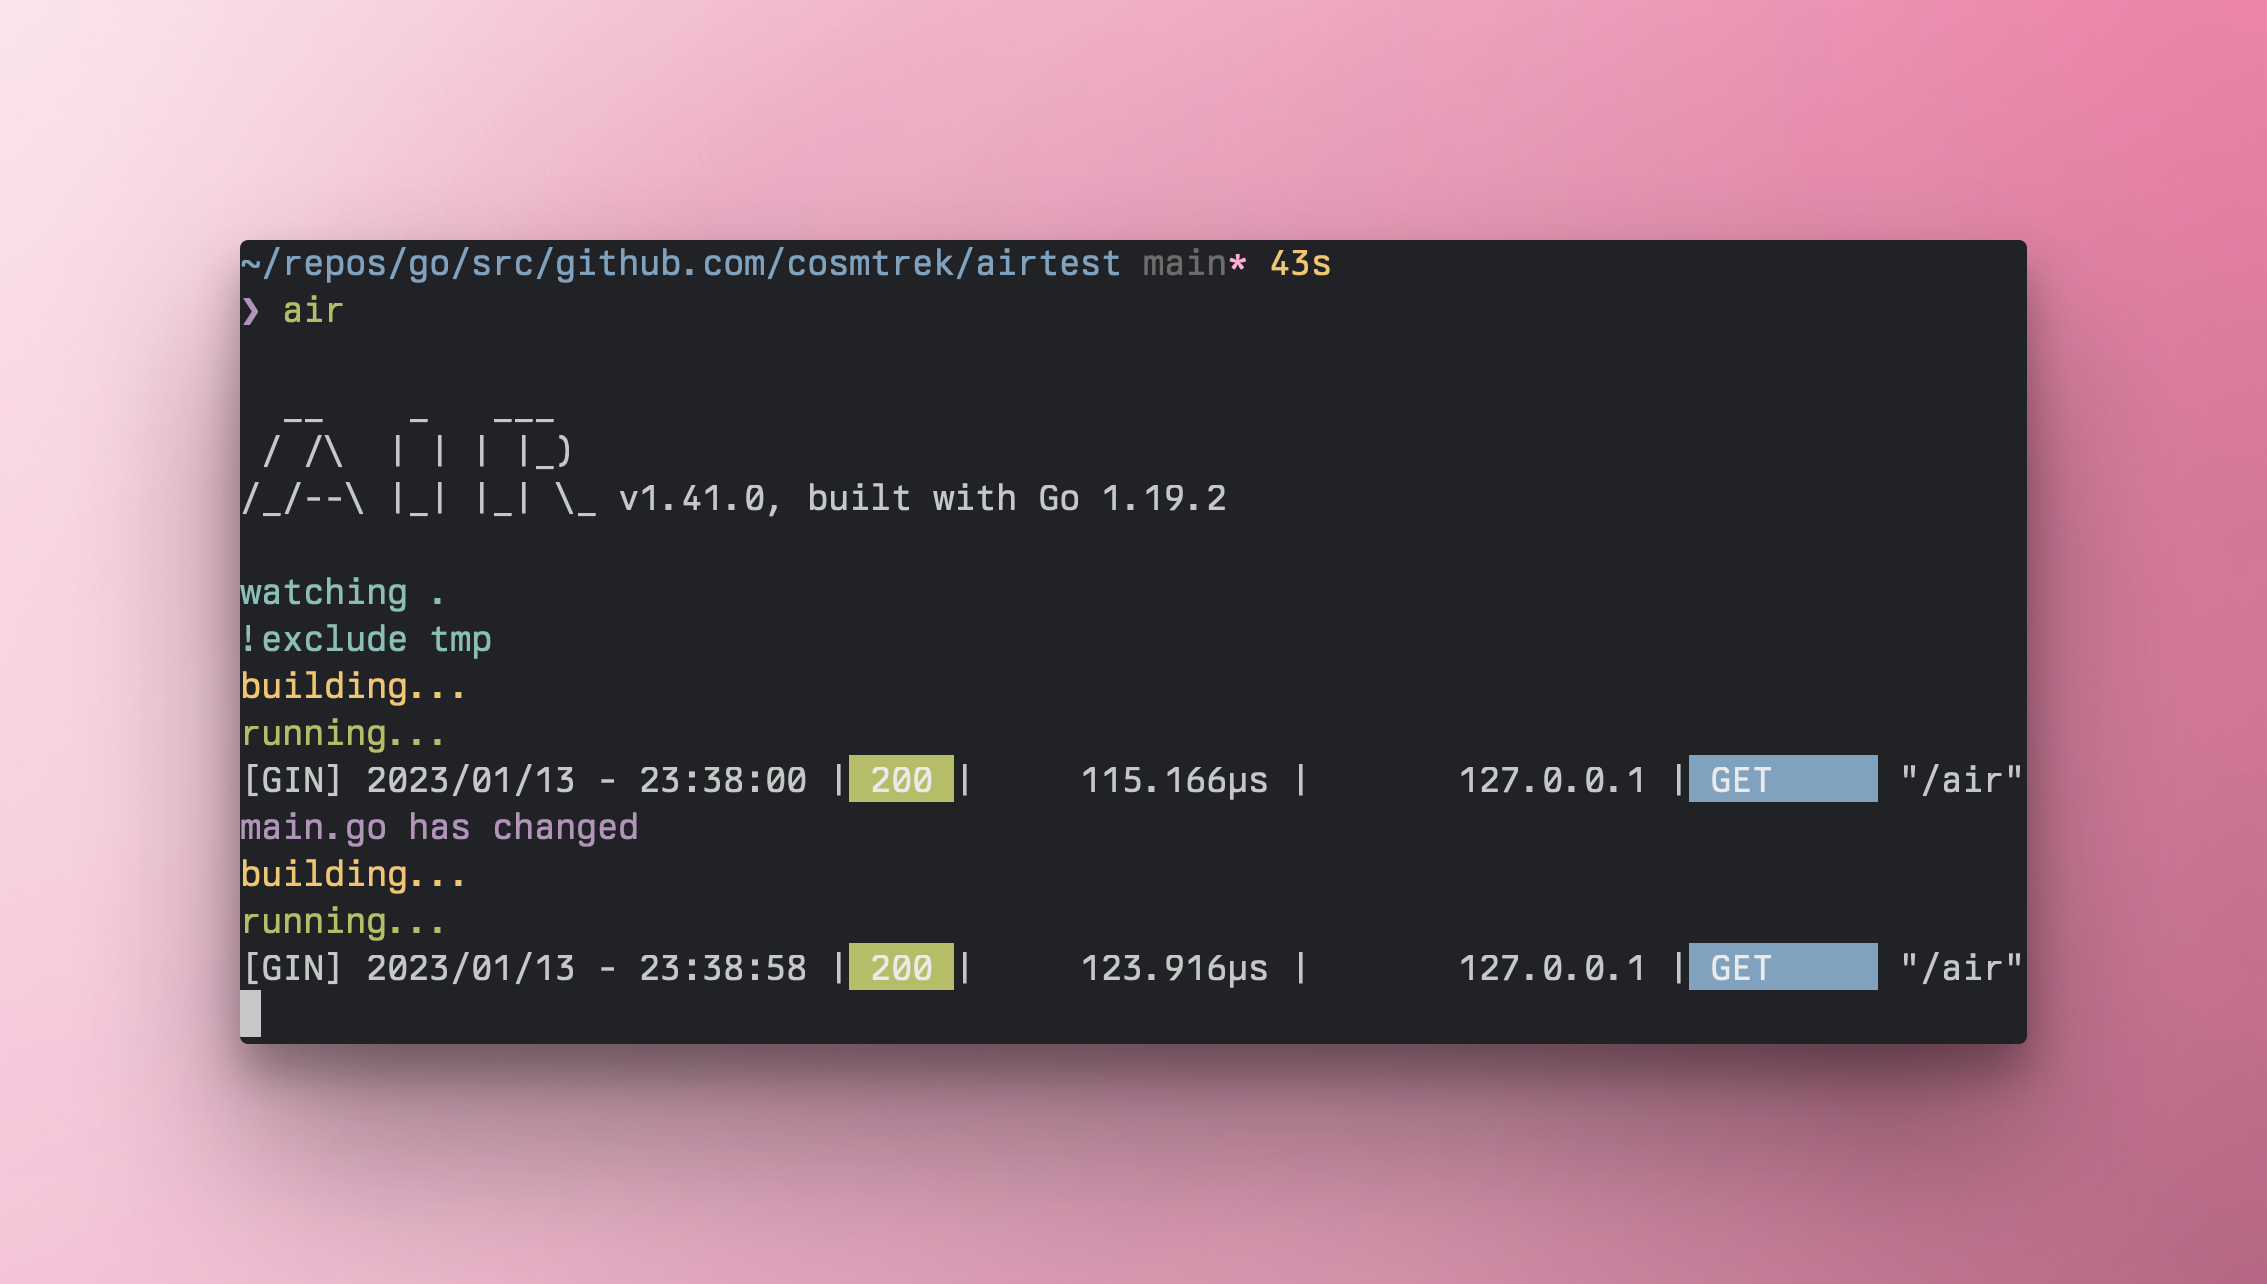 ~/repos/go/src/github.com/cosmtrek/airtest main* 43s
❯ air
  __    _   ___
 / /\  | | | |_)
/_/--\ |_| |_| \_ v1.41.0, built with Go 1.19.2
watching .
!exclude tmp
building...
running...
[GIN] 2023/01/13 - 23:38:00 | 200 |     115.166µs |       127.0.0.1 | GET      "/air"
main.go has changed
building...
running...
[GIN] 2023/01/13 - 23:38:58 | 200 |     123.916µs |       127.0.0.1 | GET      "/air"